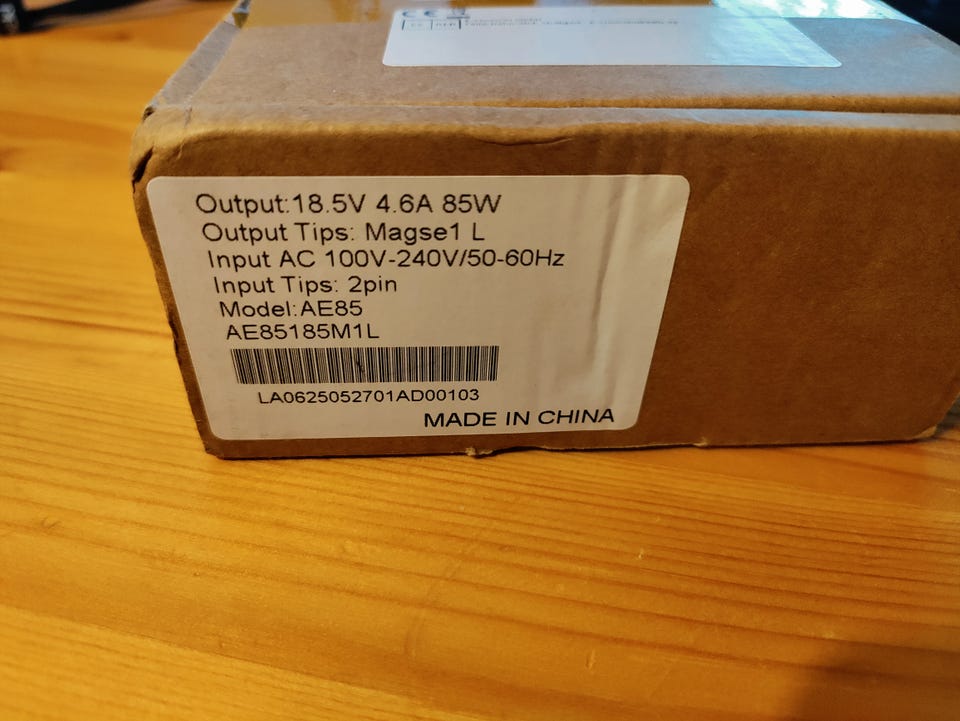 CE
Output:18.5V 4.6A 85W
Output Tips: Magse1 L
Input AC 100V-240V/50-60Hz
Input Tips: 2pin
Model:AE85
AE85185M1L
LA0625052701AD00103
MADE IN CHINA